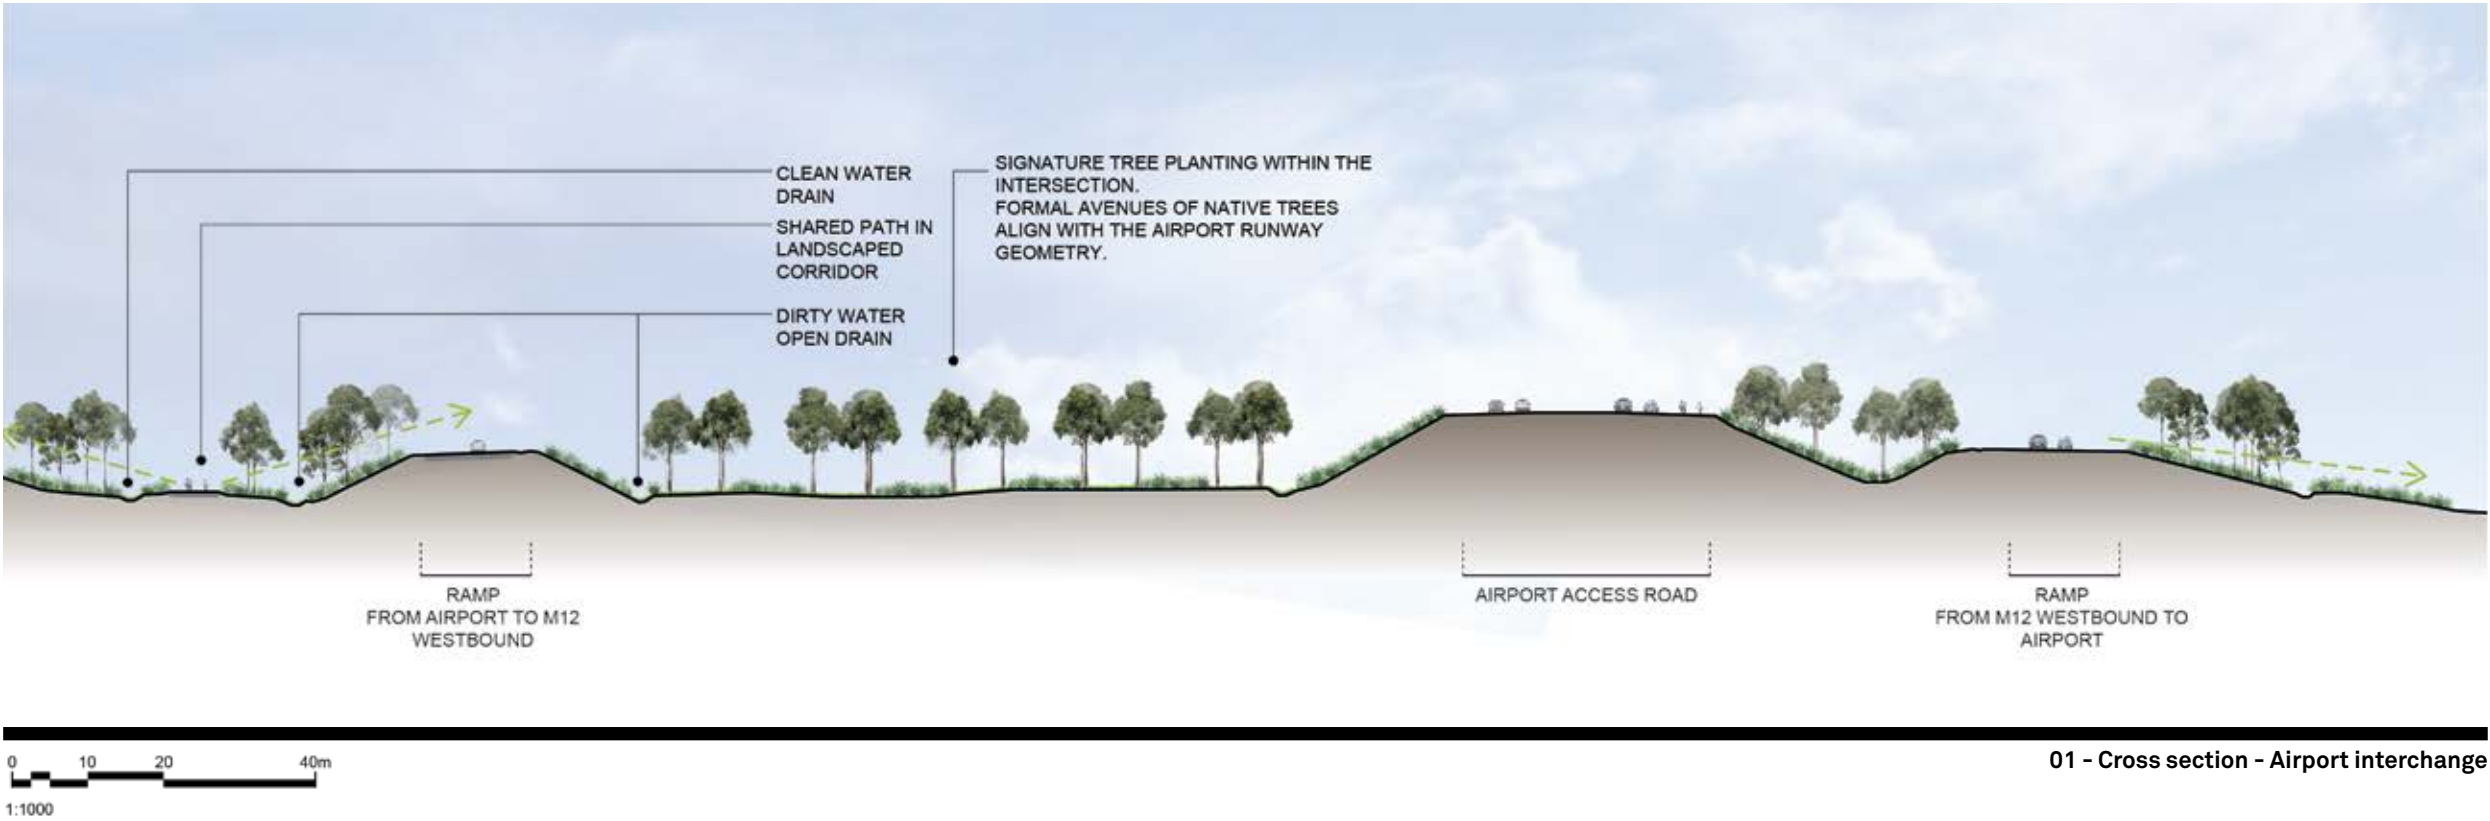 CLEAN WATER
DRAIN
SHARED PATH IN
LANDSCAPED
CORRIDOR
DIRTY WATER
OPEN DRAIN
SIGNATURE TREE PLANTING WITHIN THE
INTERSECTION.
FORMAL AVENUES OF NATIVE TREES
ALIGN WITH THE AIRPORT RUNWAY
GEOMETRY.
RAMP
FROM AIRPORT TO M12
WESTBOUND
AIRPORT ACCESS ROAD
RAMP
FROM M12 WESTBOUND TO
AIRPORT
0 10 20 40m
1:1000
01 - Cross section - Airport interchange